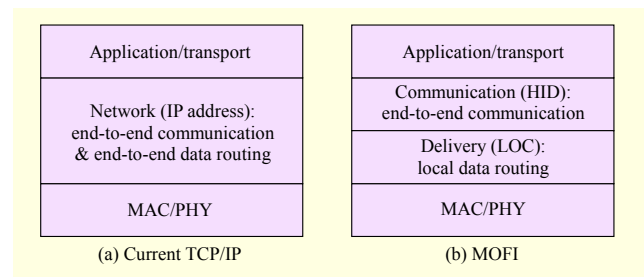 Application/transport
Network (IP address):
end-to-end communication
& end-to-end data routing
MAC/PHY
(a) Current TCP/IP
Application/transport
Communication (HID):
end-to-end communication
Delivery (LOC):
local data routing
MAC/PHY
(b) MOFI